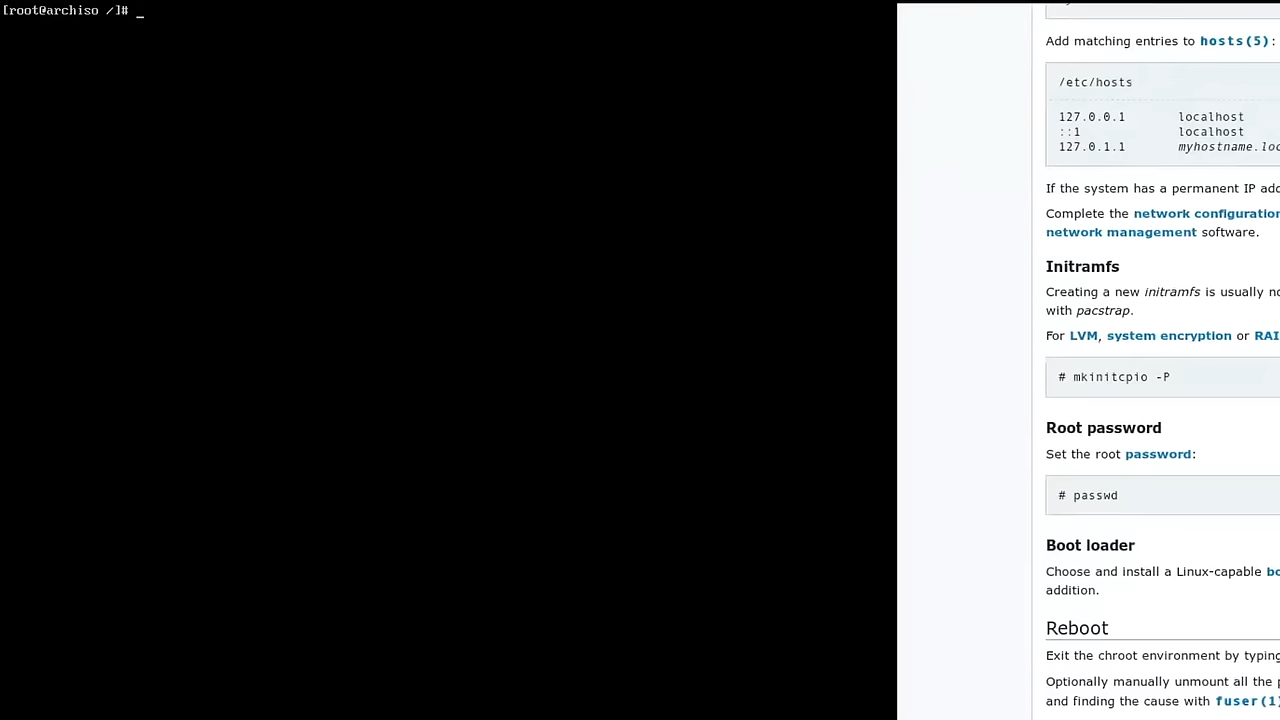 [root@archiso /]# _
Add matching entries to hosts(5):
/etc/hosts
127.0.0.1 localhost
::1 localhost
127.0.1.1 myhostname.loc
If the system has a permanent IP add
Complete the network configuration
network management software.
Initramfs
Creating a new initramfs is usually no
with pacstrap.
For LVM, system encryption or RAI
# mkinitcpio -P
Root password
Set the root password:
# passwd
Boot loader
Choose and install a Linux-capable bo
addition.
Reboot
Exit the chroot environment by typing
Optionally manually unmount all the p
and finding the cause with fuser(1)